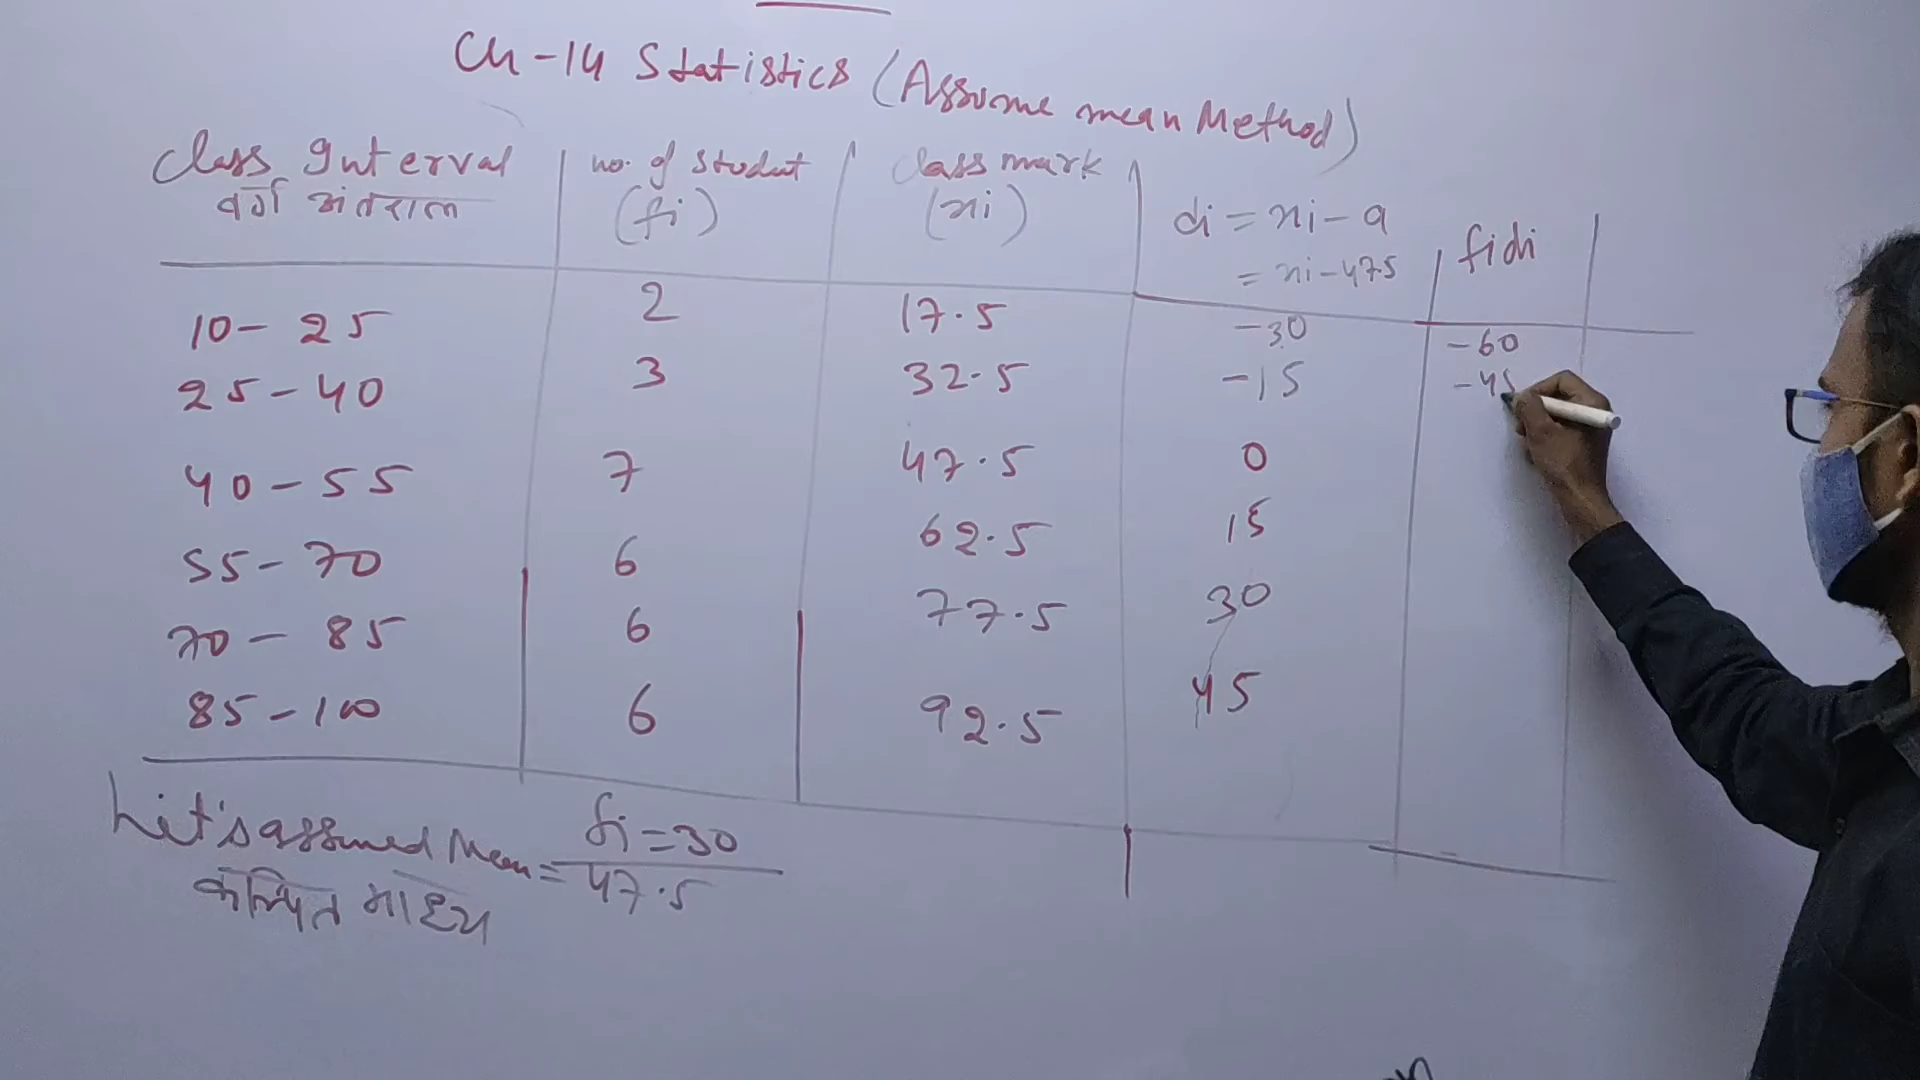 Ch-14 Statistics (Assume mean Method)
Class Interval no. of Student Class mark
वर्ग अंतराल (fi) (xi) di = xi - a fidi
= xi - 47.5
10 - 25 2 17.5 -30 -60
25 - 40 3 32.5 -15 -45
40 - 55 7 47.5 0
55 - 70 6 62.5 15
70 - 85 6 77.5 30
85 - 100 6 92.5 45
fi = 30
Let's assumed Mean = 47.5
कल्पित माध्य